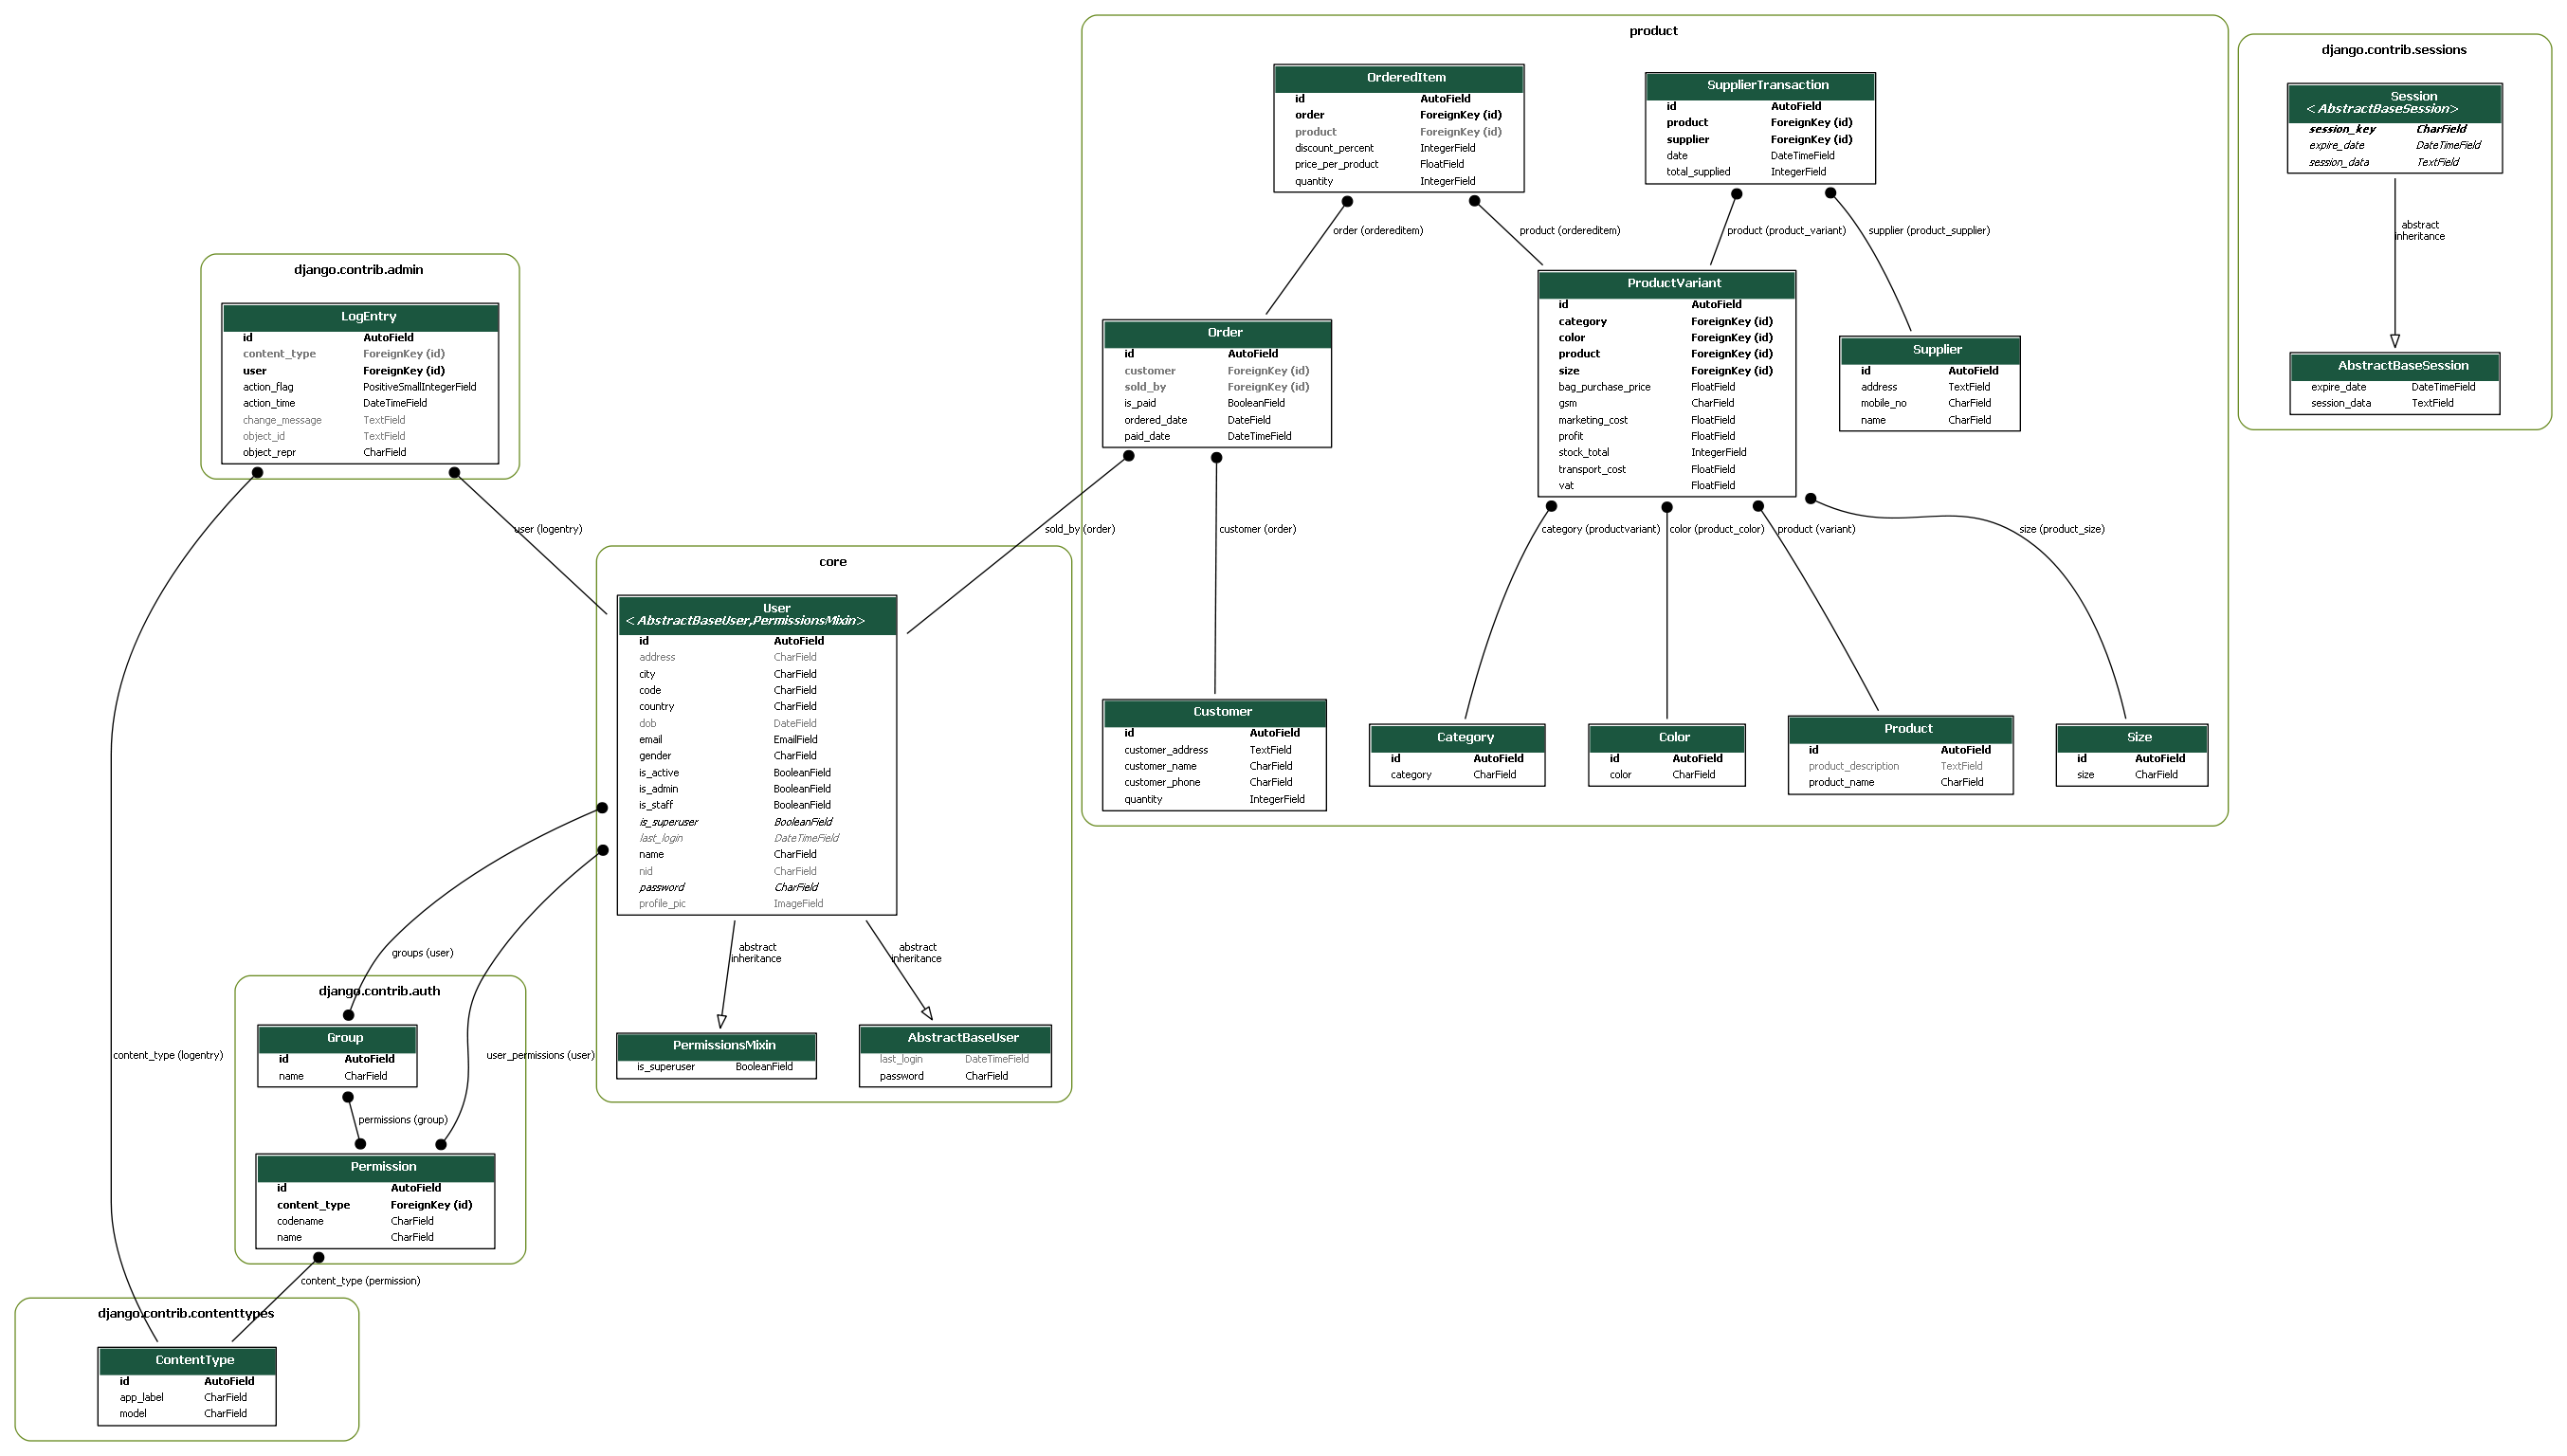 product
OrderedItem
id AutoField
order ForeignKey (id)
product ForeignKey (id)
discount_percent IntegerField
price_per_product FloatField
quantity IntegerField
SupplierTransaction
id AutoField
product ForeignKey (id)
supplier ForeignKey (id)
date DateTimeField
total_supplied IntegerField
order (ordereditem)
product (ordereditem)
product (product_variant)
supplier (product_supplier)
Order
id AutoField
customer ForeignKey (id)
sold_by ForeignKey (id)
is_paid BooleanField
ordered_date DateField
paid_date DateTimeField
ProductVariant
id AutoField
category ForeignKey (id)
color ForeignKey (id)
product ForeignKey (id)
size ForeignKey (id)
bag_purchase_price FloatField
gsm CharField
marketing_cost FloatField
profit FloatField
stock_total IntegerField
transport_cost FloatField
vat FloatField
Supplier
id AutoField
address TextField
mobile_no CharField
name CharField
sold_by (order)
customer (order)
category (productvariant)
color (product_color)
product (variant)
size (product_size)
Customer
id AutoField
customer_address TextField
customer_name CharField
customer_phone CharField
quantity IntegerField
Category
id AutoField
category CharField
Color
id AutoField
color CharField
Product
id AutoField
product_description TextField
product_name CharField
Size
id AutoField
size CharField
django.contrib.sessions
Session
<AbstractBaseSession>
session_key CharField
expire_date DateTimeField
session_data TextField
abstract
inheritance
AbstractBaseSession
expire_date DateTimeField
session_data TextField
django.contrib.admin
LogEntry
id AutoField
content_type ForeignKey (id)
user ForeignKey (id)
action_flag PositiveSmallIntegerField
action_time DateTimeField
change_message TextField
object_id TextField
object_repr CharField
user (logentry)
core
User
<AbstractBaseUser,PermissionsMixin>
id AutoField
address CharField
city CharField
code CharField
country CharField
dob DateField
email EmailField
gender CharField
is_active BooleanField
is_admin BooleanField
is_staff BooleanField
is_superuser BooleanField
last_login DateTimeField
name CharField
nid CharField
password CharField
profile_pic ImageField
abstract
inheritance
abstract
inheritance
PermissionsMixin
is_superuser BooleanField
AbstractBaseUser
last_login DateTimeField
password CharField
groups (user)
django.contrib.auth
Group
id AutoField
name CharField
content_type (logentry)
user_permissions (user)
permissions (group)
Permission
id AutoField
content_type ForeignKey (id)
codename CharField
name CharField
content_type (permission)
django.contrib.contenttypes
ContentType
id AutoField
app_label CharField
model CharField